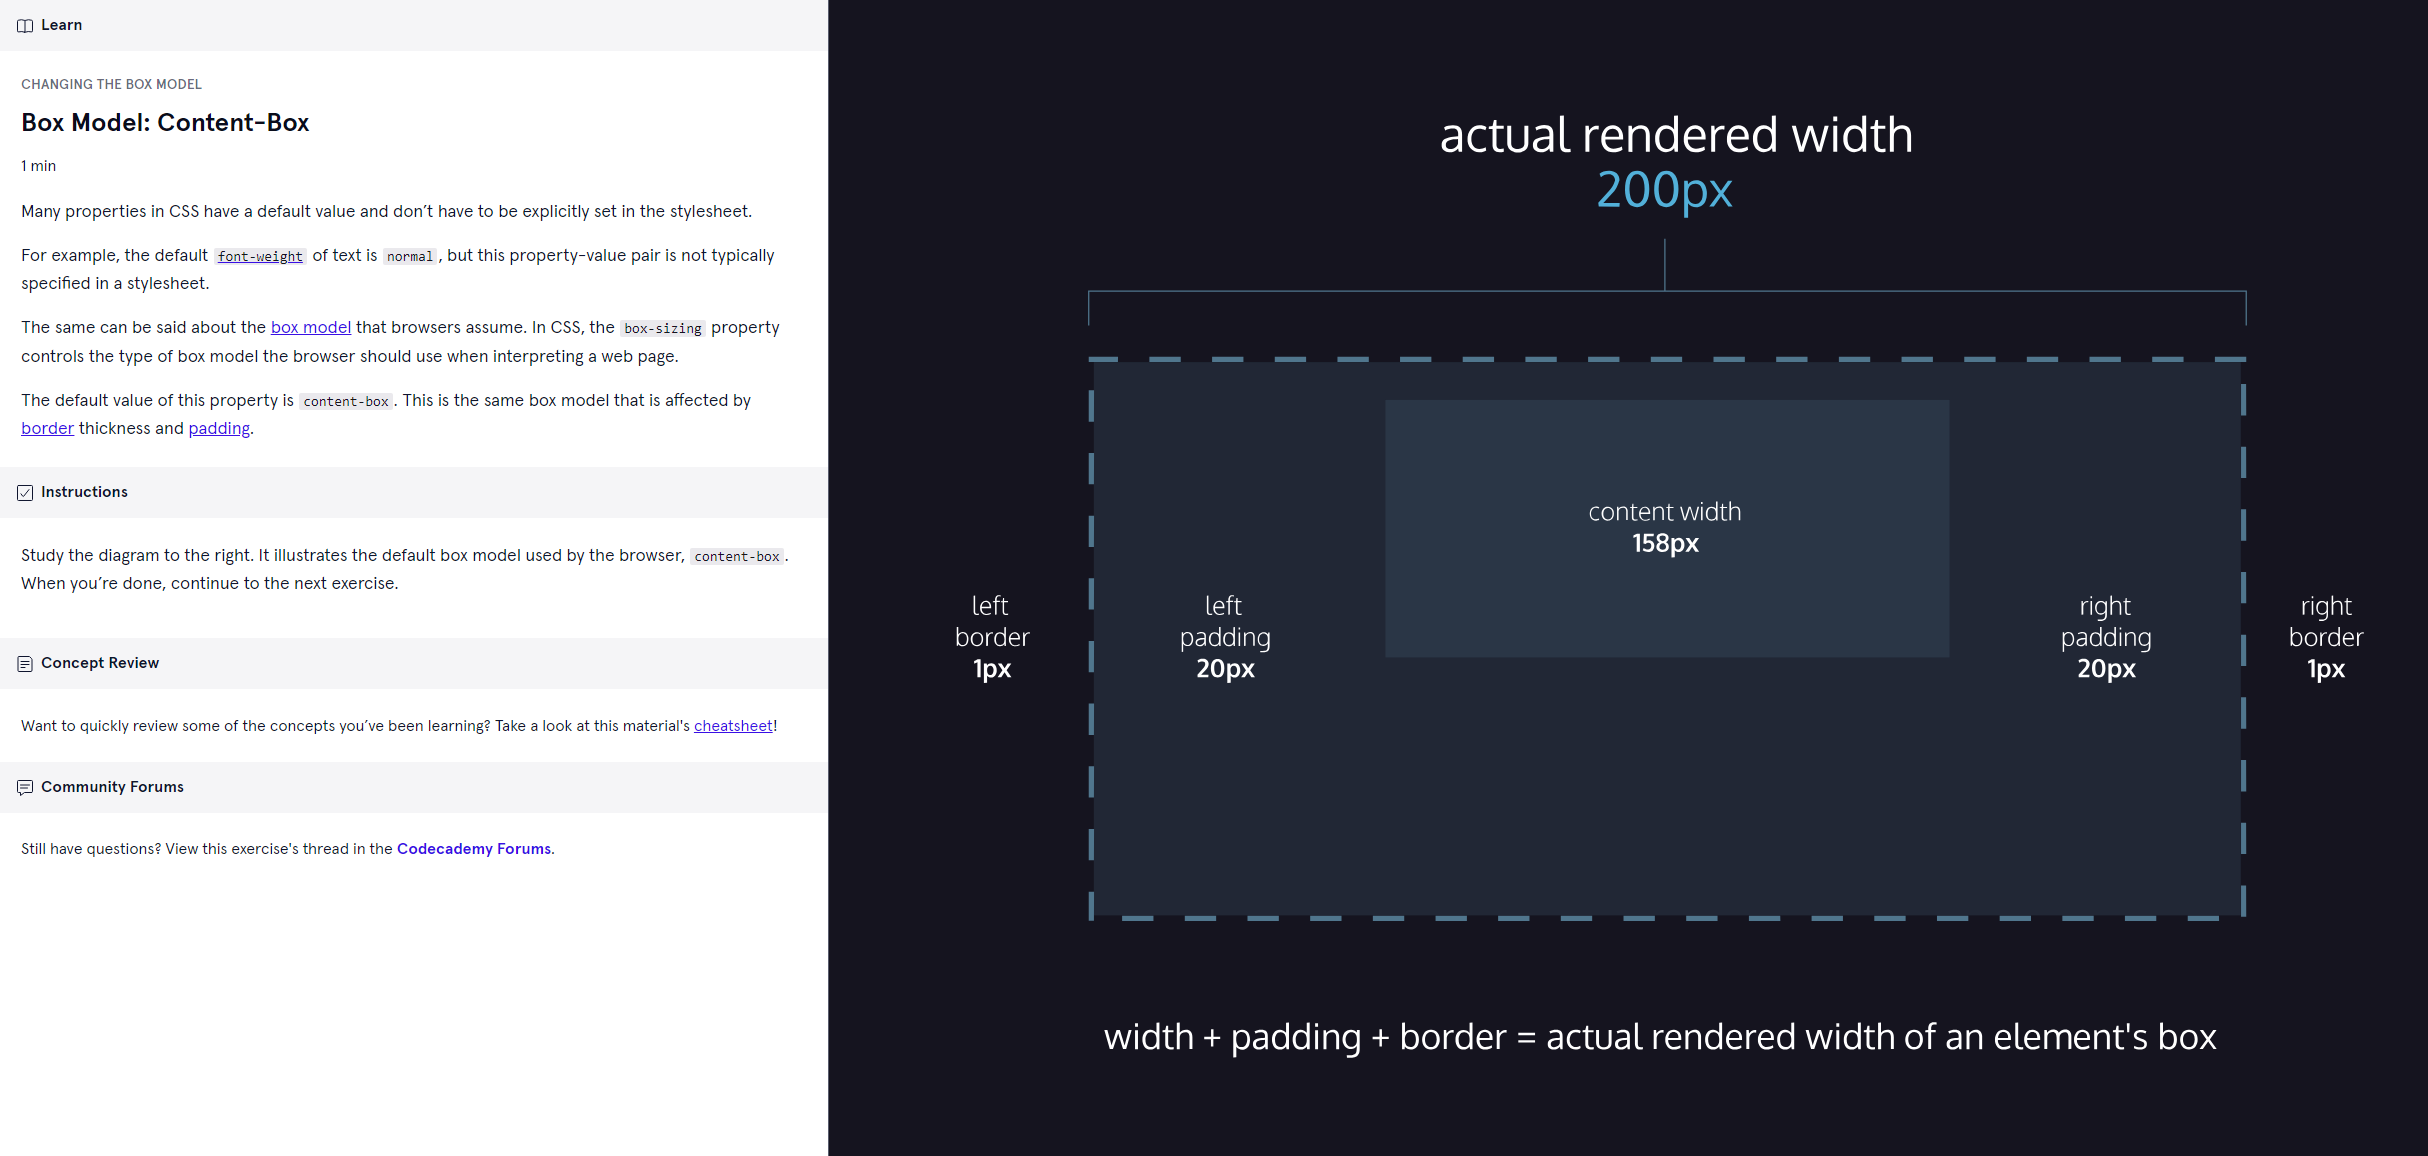 Learn
CHANGING THE BOX MODEL
Box Model: Content-Box
1 min
Many properties in CSS have a default value and don’t have to be explicitly set in the stylesheet.
For example, the default font-weight of text is normal, but this property-value pair is not typically
specified in a stylesheet.
The same can be said about the box model that browsers assume. In CSS, the box-sizing property
controls the type of box model the browser should use when interpreting a web page.
The default value of this property is content-box. This is the same box model that is affected by
border thickness and padding.
Instructions
Study the diagram to the right. It illustrates the default box model used by the browser, content-box.
When you’re done, continue to the next exercise.
Concept Review
Want to quickly review some of the concepts you’ve been learning? Take a look at this material's cheatsheet!
Community Forums
Still have questions? View this exercise's thread in the Codecademy Forums.
actual rendered width
200px
content width
158px
left
border
1px
left
padding
20px
right
padding
20px
right
border
1px
width + padding + border = actual rendered width of an element's box